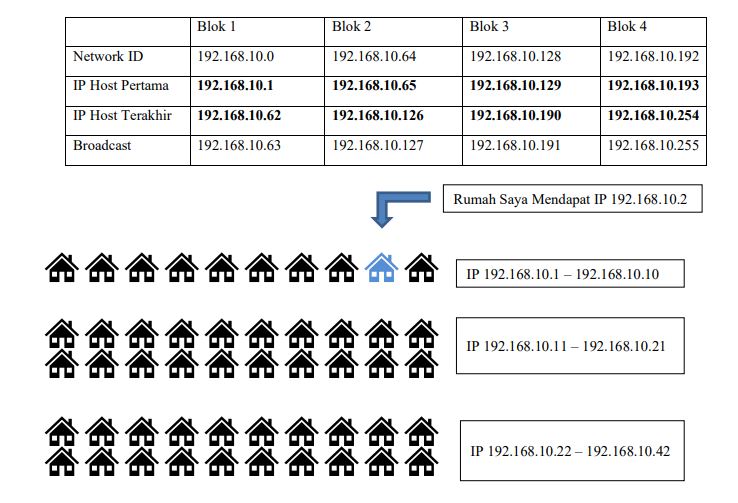 Blok 1 Blok 2 Blok 3 Blok 4
Network ID 192.168.10.0 192.168.10.64 192.168.10.128 192.168.10.192
IP Host Pertama 192.168.10.1 192.168.10.65 192.168.10.129 192.168.10.193
IP Host Terakhir 192.168.10.62 192.168.10.126 192.168.10.190 192.168.10.254
Broadcast 192.168.10.63 192.168.10.127 192.168.10.191 192.168.10.255
Rumah Saya Mendapat IP 192.168.10.2
IP 192.168.10.1 – 192.168.10.10
IP 192.168.10.11 – 192.168.10.21
IP 192.168.10.22 – 192.168.10.42